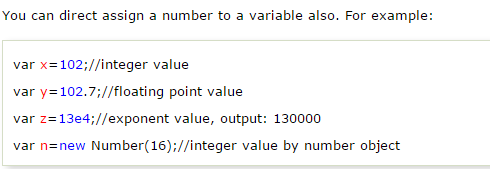 You can direct assign a number to a variable also. For example:
var x=102;//integer value
var y=102.7;//floating point value
var z=13e4;//exponent value, output: 130000
var n=new Number(16);//integer value by number object